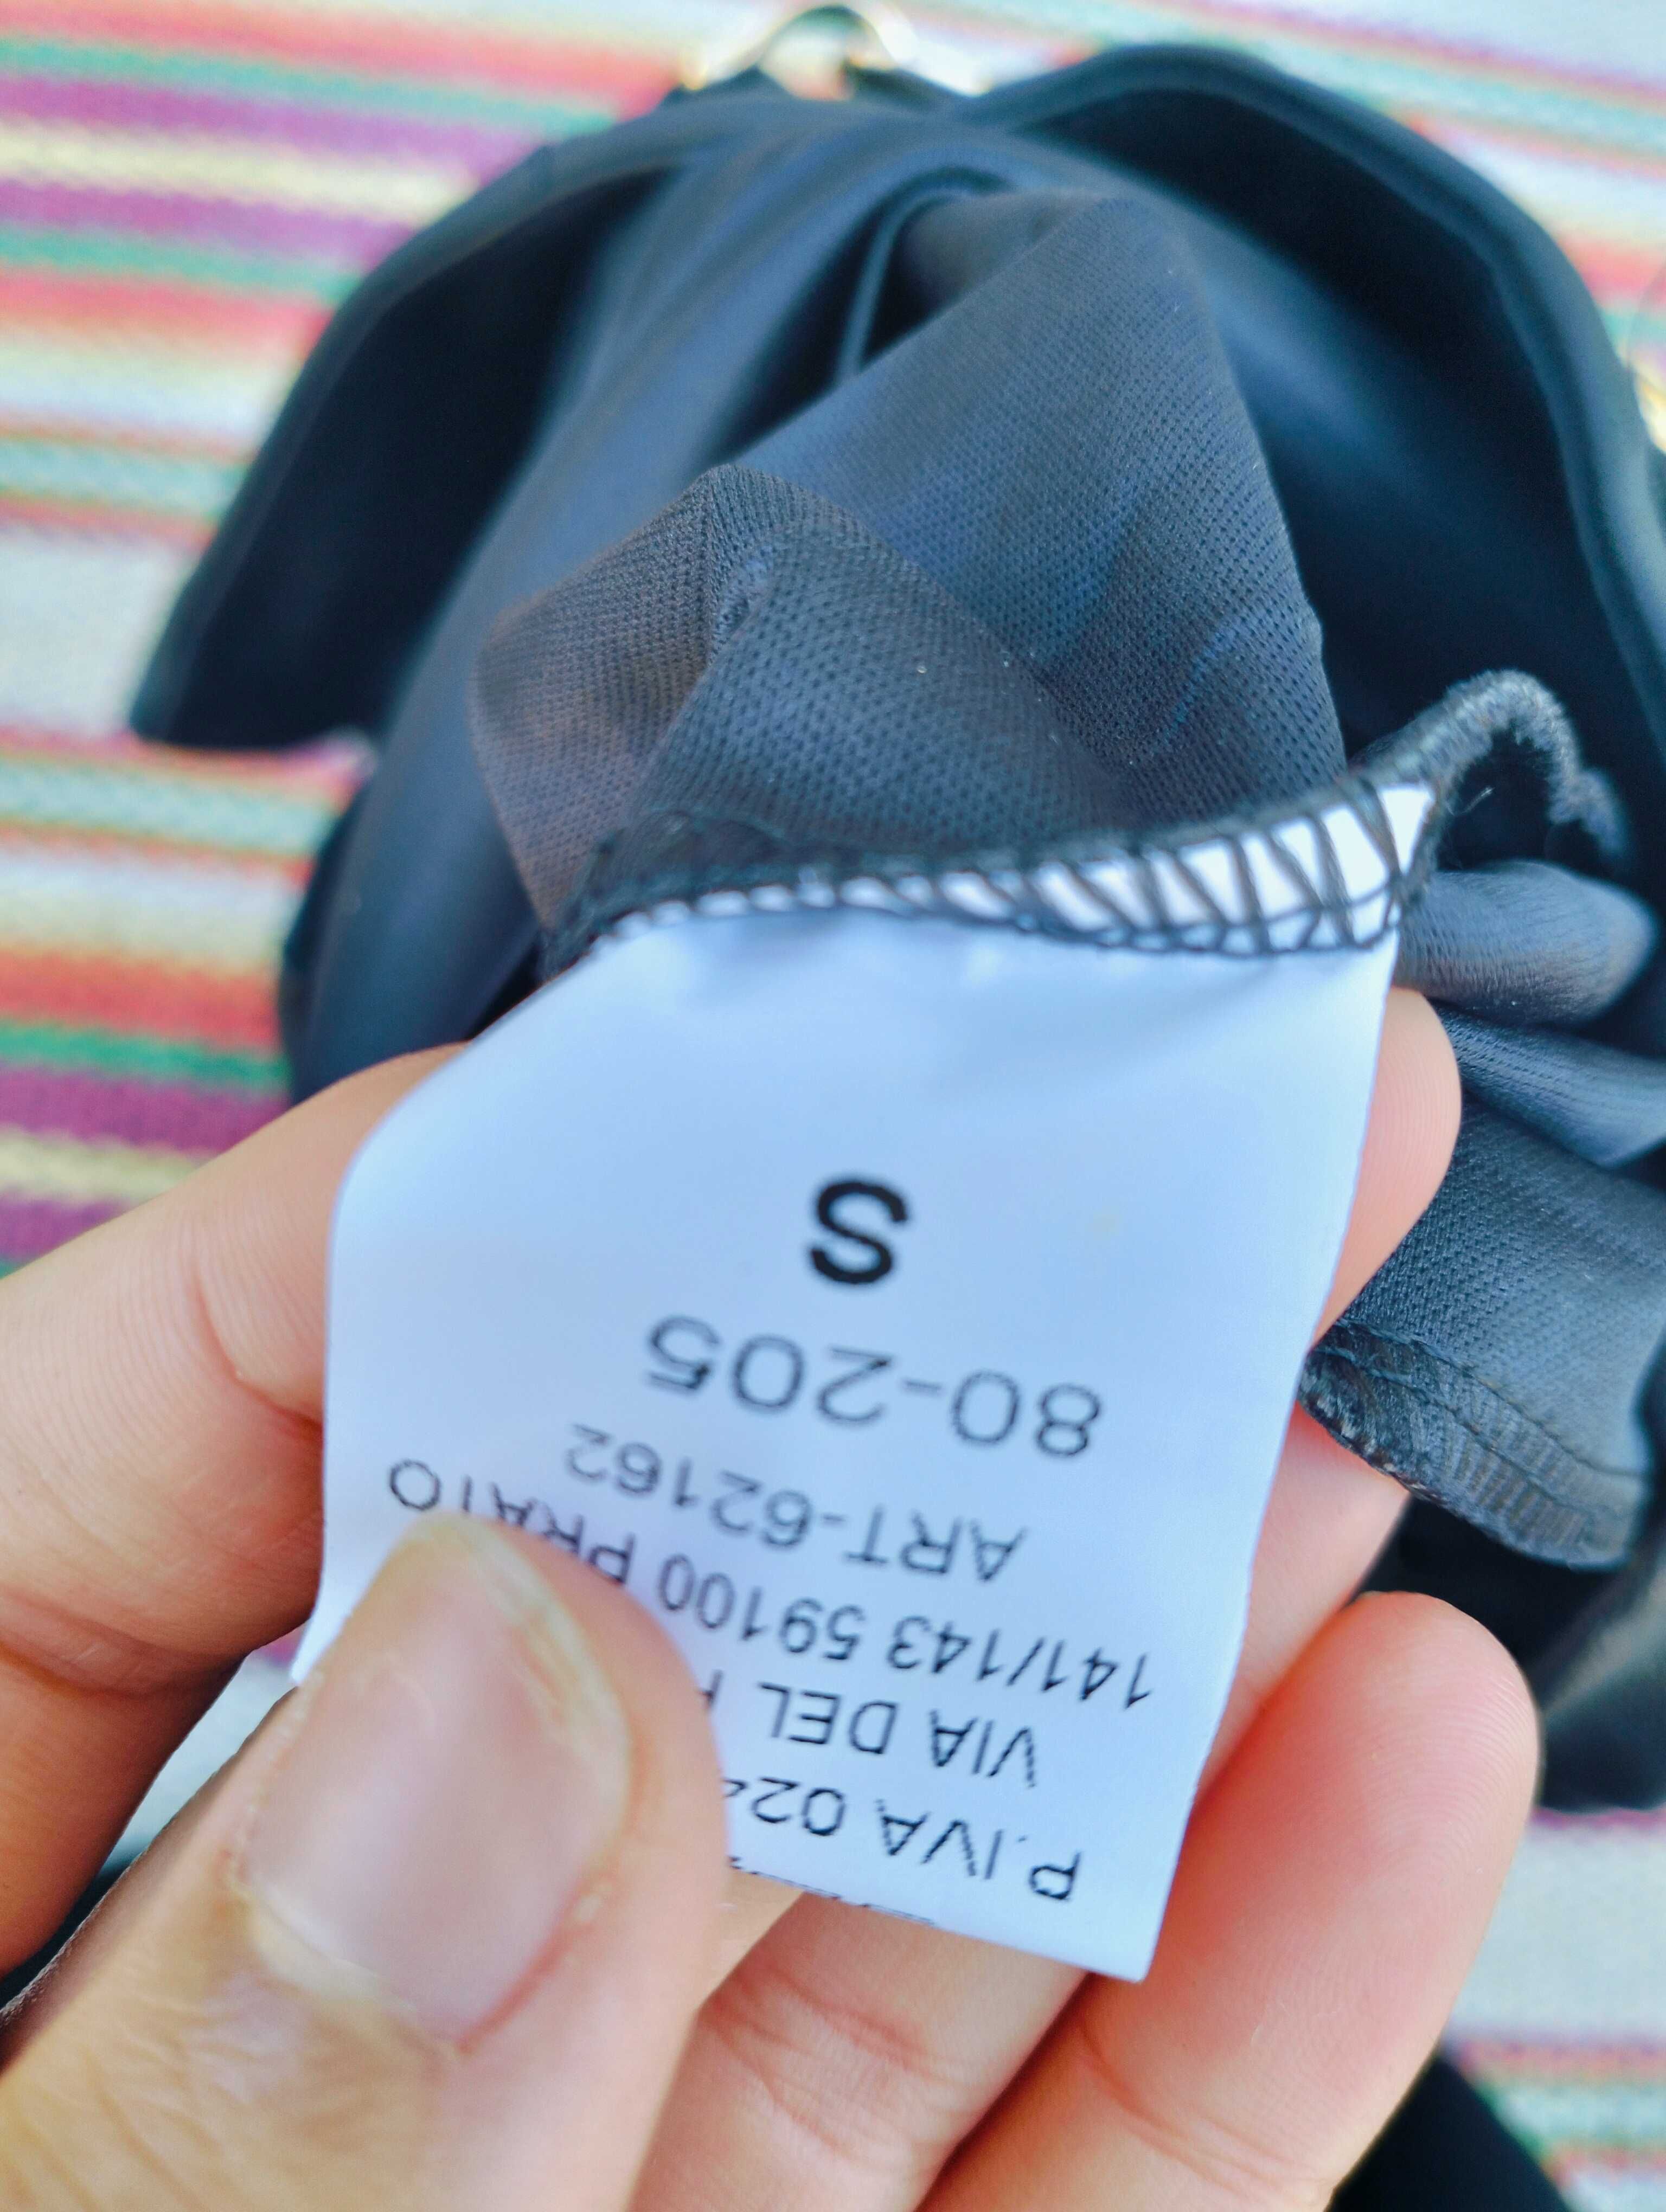 P.IVA 02
VIA DEL
141/143 59100 PRATO
ART-62162
80-205
S